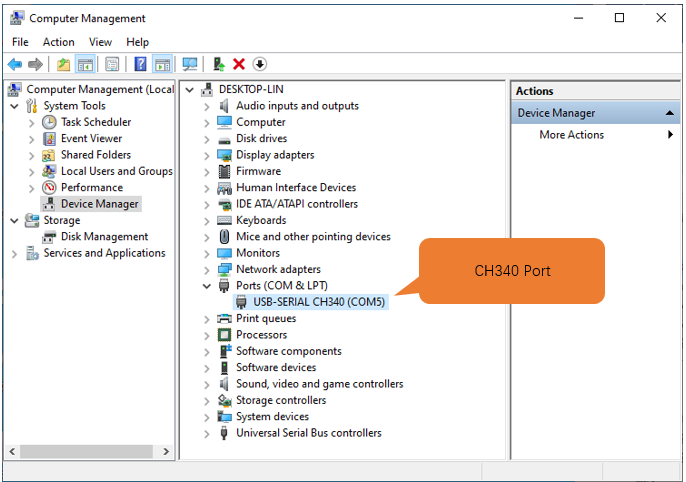 Computer Management
File Action View Help
Computer Management (Local
System Tools
Task Scheduler
Event Viewer
Shared Folders
Local Users and Groups
Performance
Device Manager
Storage
Disk Management
Services and Applications
DESKTOP-LIN
Audio inputs and outputs
Computer
Disk drives
Display adapters
Firmware
Human Interface Devices
IDE ATA/ATAPI controllers
Keyboards
Mice and other pointing devices
Monitors
Network adapters
Ports (COM & LPT)
USB-SERIAL CH340 (COM5)
Print queues
Processors
Software components
Software devices
Sound, video and game controllers
Storage controllers
System devices
Universal Serial Bus controllers
CH340 Port
Actions
Device Manager
More Actions